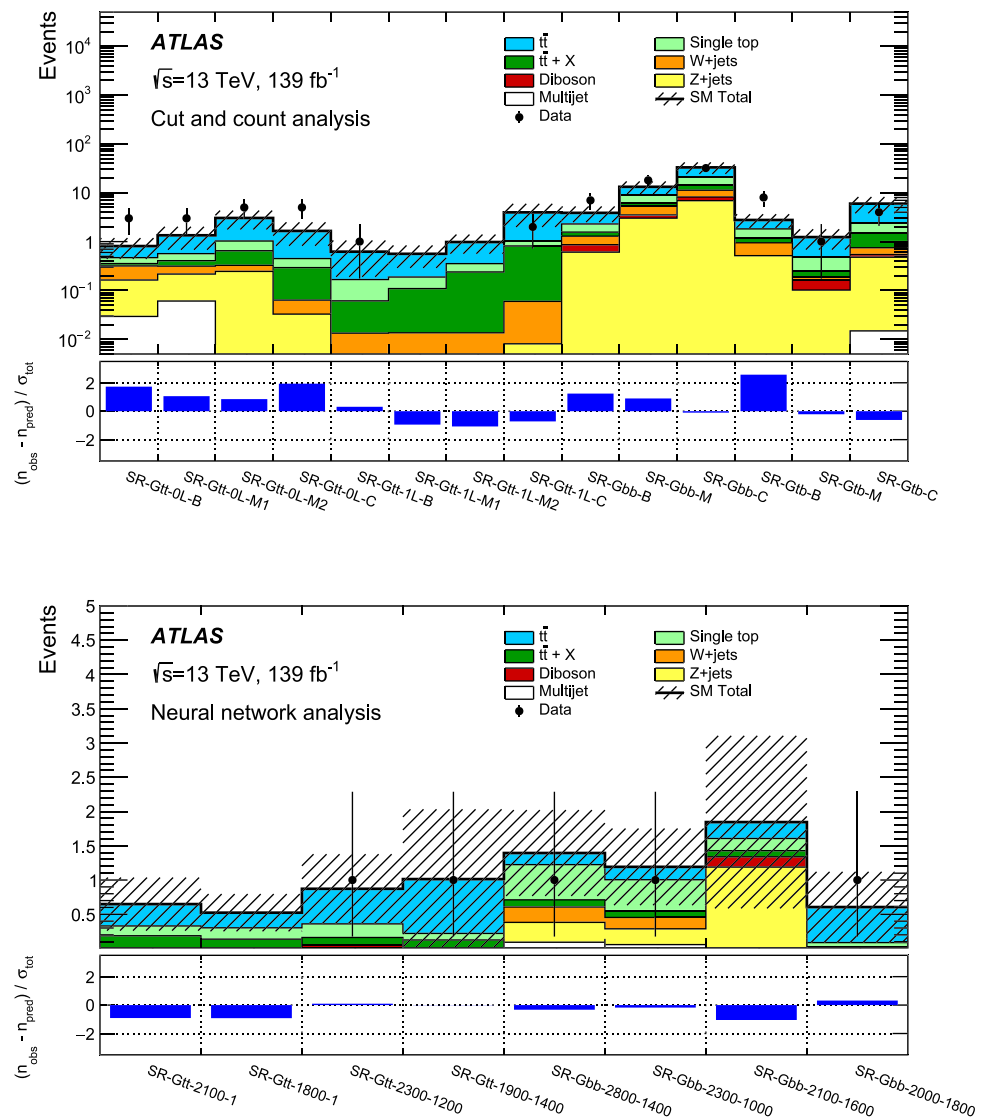 Events
ATLAS
√s=13 TeV, 139 fb-1
Cut and count analysis
tt̄
Single top
tt̄ + X
W+jets
Diboson
Z+jets
Multijet
SM Total
Data
10^4
10^3
10^2
10
1
10^-1
10^-2
(n_obs - n_pred) / σ_tot
2
0
−2
SR-Gtt-0L-B
SR-Gtt-0L-M1
SR-Gtt-0L-M2
SR-Gtt-0L-C
SR-Gtt-1L-B
SR-Gtt-1L-M1
SR-Gtt-1L-M2
SR-Gtt-1L-C
SR-Gbb-B
SR-Gbb-M
SR-Gbb-C
SR-Gtb-B
SR-Gtb-M
SR-Gtb-C
Events
ATLAS
√s=13 TeV, 139 fb-1
Neural network analysis
tt̄
Single top
tt̄ + X
W+jets
Diboson
Z+jets
Multijet
SM Total
Data
5
4.5
4
3.5
3
2.5
2
1.5
1
0.5
(n_obs - n_pred) / σ_tot
2
0
−2
SR-Gtt-2100-1
SR-Gtt-1800-1
SR-Gtt-2300-1200
SR-Gtt-1900-1400
SR-Gbb-2800-1400
SR-Gbb-2300-1000
SR-Gbb-2100-1600
SR-Gbb-2000-1800